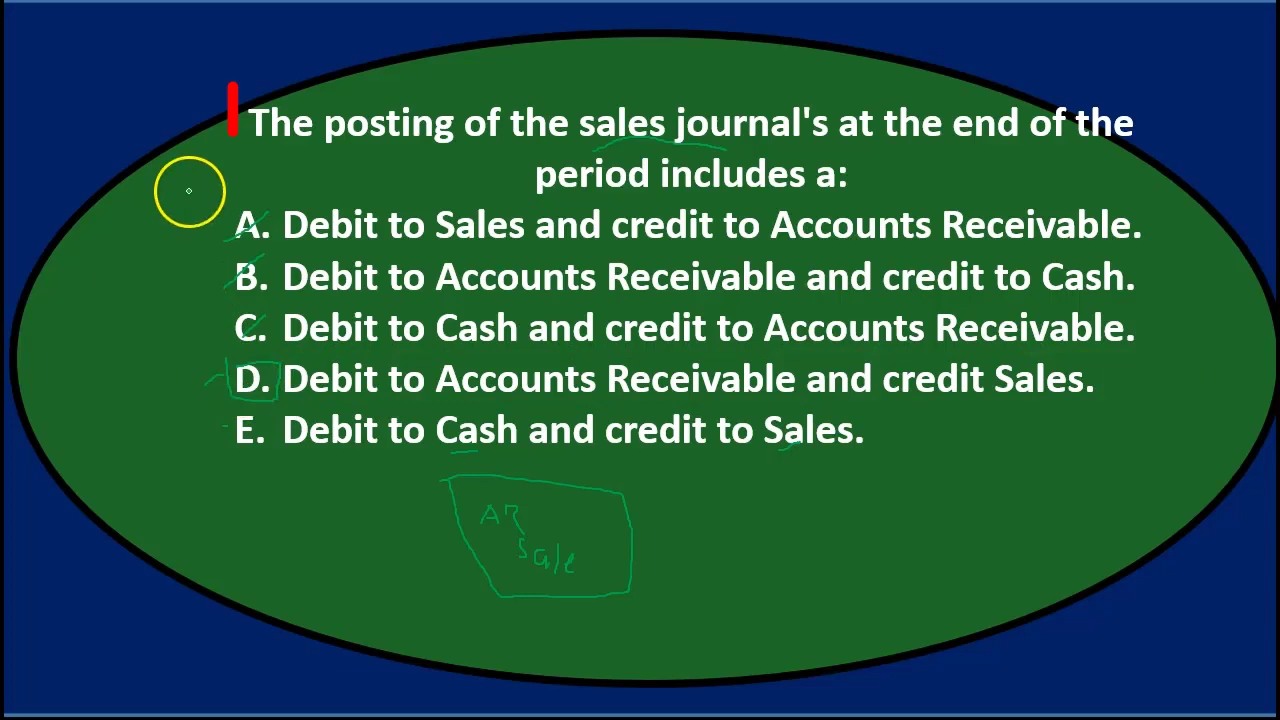 The posting of the sales journal's at the end of the
period includes a:
A. Debit to Sales and credit to Accounts Receivable.
B. Debit to Accounts Receivable and credit to Cash.
C. Debit to Cash and credit to Accounts Receivable.
D. Debit to Accounts Receivable and credit Sales.
E. Debit to Cash and credit to Sales.
AR
Sale